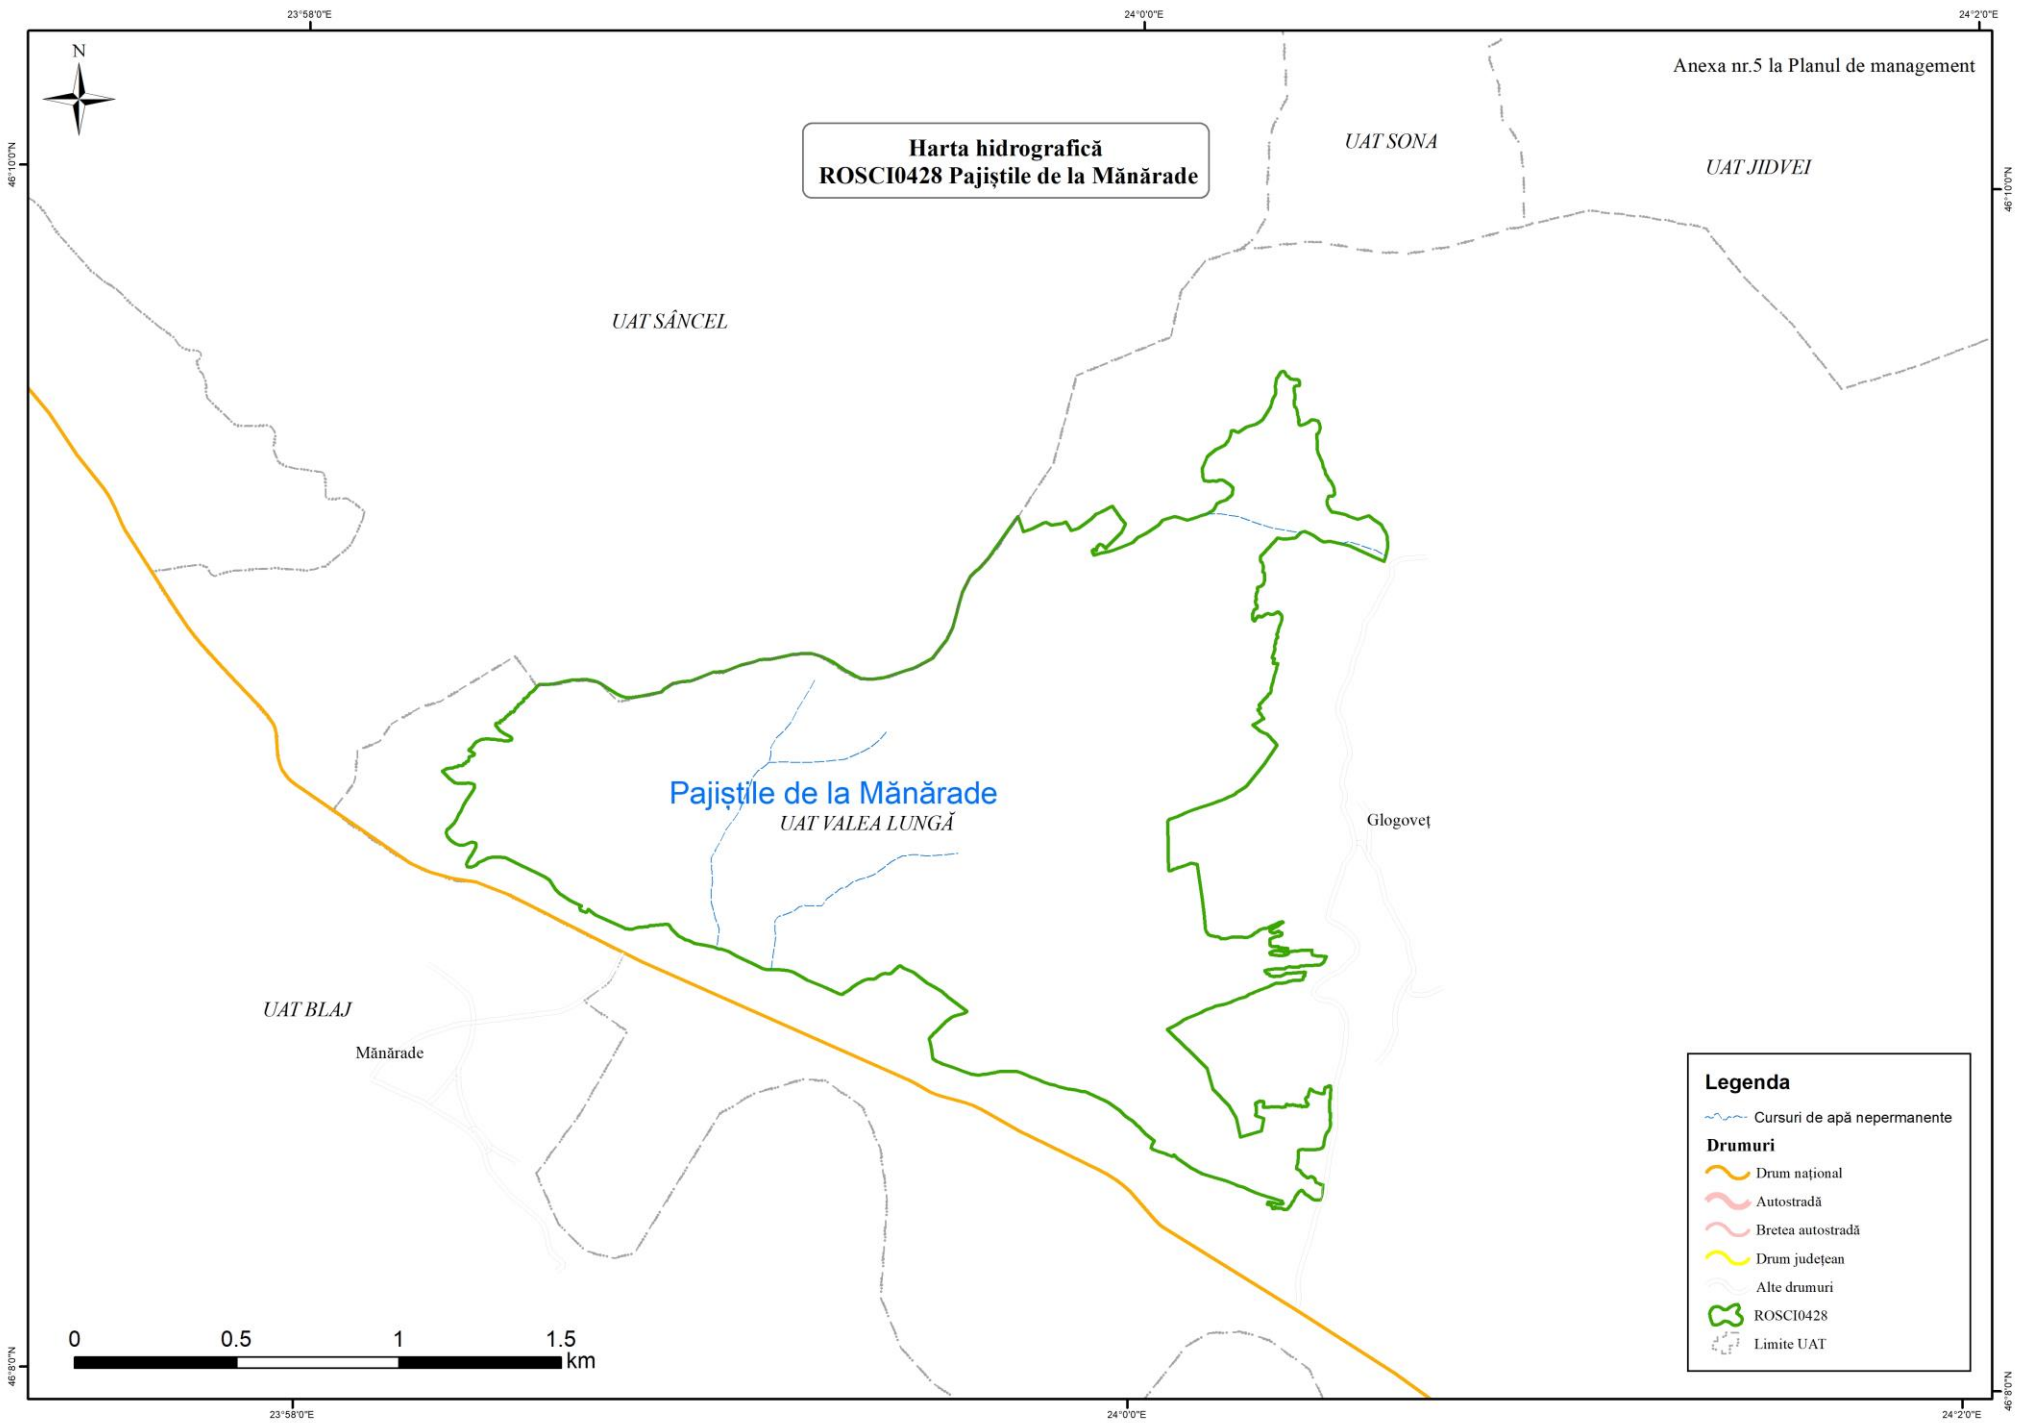 23°58'0"E
24°0'0"E
24°2'0"E
N
Anexa nr.5 la Planul de management
Harta hidrografică
ROSCI0428 Pajiștile de la Mănărade
UAT SONA
UAT JIDVEI
46°10'0"N
46°10'0"N
UAT SÂNCEL
Pajiștile de la Mănărade
UAT VALEA LUNGĂ
Glogoveț
UAT BLAJ
Mănărade
Legenda
Cursuri de apă nepermanente
Drumuri
Drum național
Autostradă
Bretea autostradă
Drum județean
Alte drumuri
ROSCI0428
Limite UAT
0 0.5 1 1.5
km
46°8'0"N
46°8'0"N
23°58'0"E
24°0'0"E
24°2'0"E